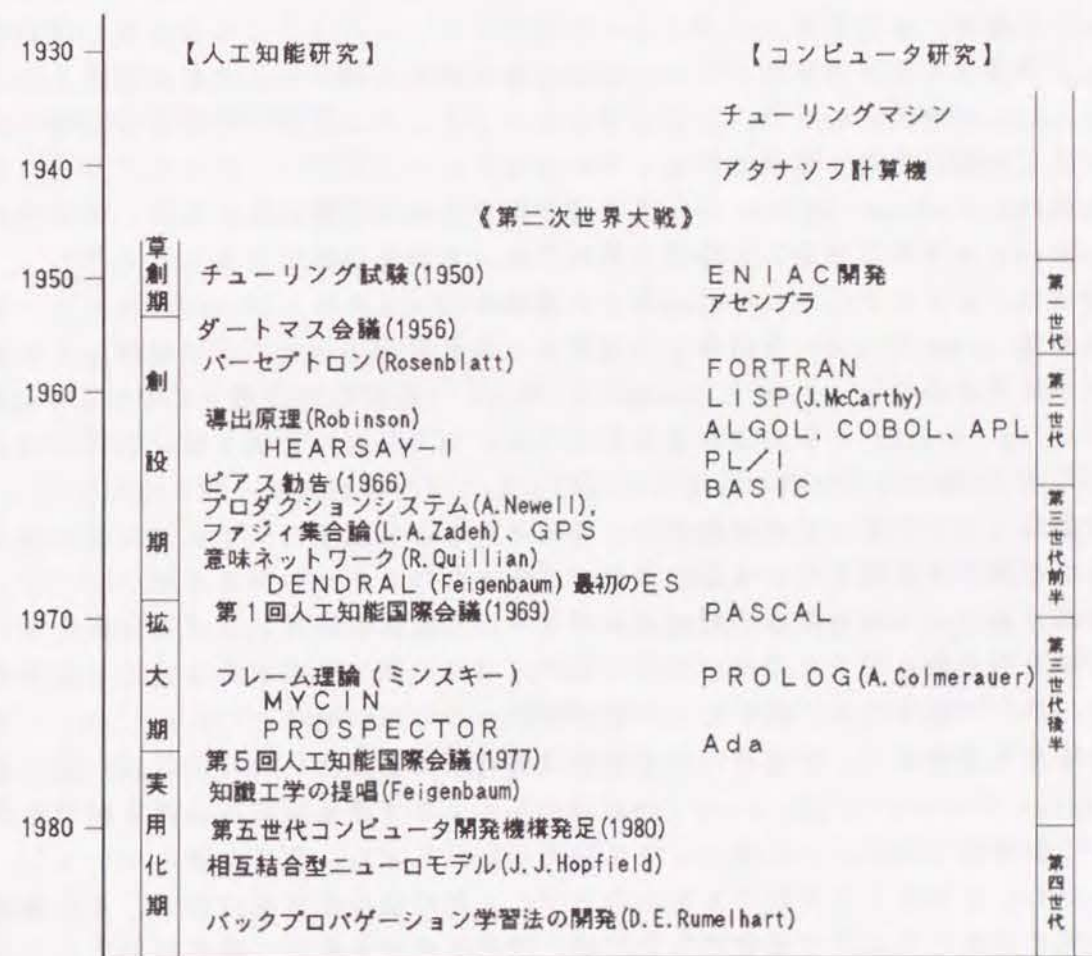 1930 【人工知能研究】 【コンピュータ研究】
チューリングマシン
1940 アタナソフ計算機
《第二次世界大戦》
草創期
1950 チューリング試験(1950) ENIAC開発
アセンブラ
第一世代
ダートマス会議(1956)
パーセプトロン(Rosenblatt) FORTRAN
1960 LISP(J.McCarthy)
第二世代
創設期
導出原理(Robinson) ALGOL，COBOL、APL
HEARSAY-I PL/I
ピアス勧告(1966) BASIC
プロダクションシステム(A.Newell),
ファジィ集合論(L.A.Zadeh)、GPS
意味ネットワーク(R.Quillian)
DENDRAL (Feigenbaum) 最初のES
第三世代前半
1970 第1回人工知能国際会議(1969) PASCAL
拡大期
フレーム理論 (ミンスキー) PROLOG(A.Colmerauer)
MYCIN
PROSPECTOR Ada
第三世代後半
第5回人工知能国際会議(1977)
知識工学の提唱(Feigenbaum)
実用化期
1980 第五世代コンピュータ開発機構発足(1980)
相互結合型ニューロモデル(J.J.Hopfield)
バックプロパゲーション学習法の開発(D.E.Rumelhart)
第四世代